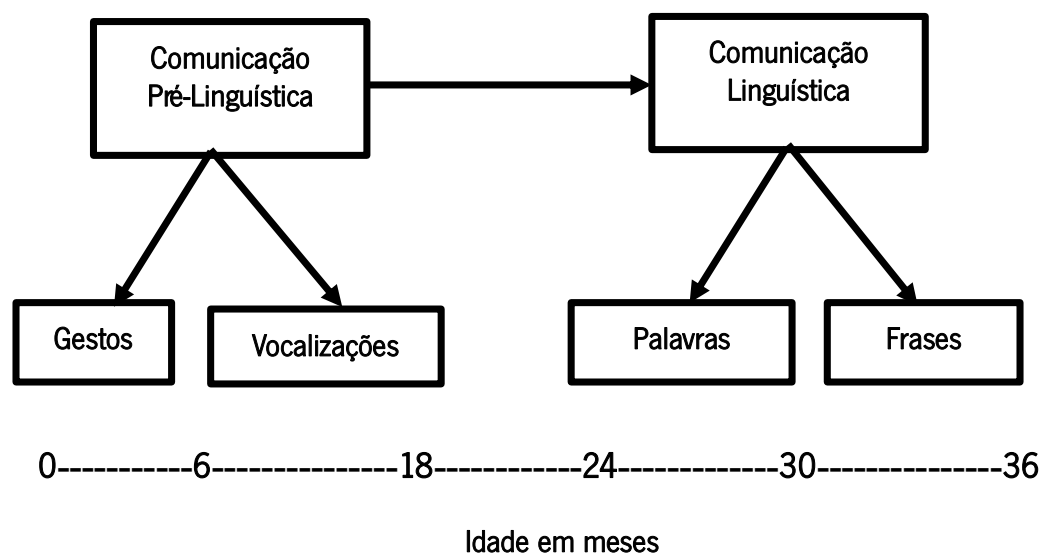 Comunicação
Pré-Linguística
Comunicação
Linguística
Gestos
Vocalizações
Palavras
Frases
0----------6--------------18-----------24------------30--------------36
Idade em meses